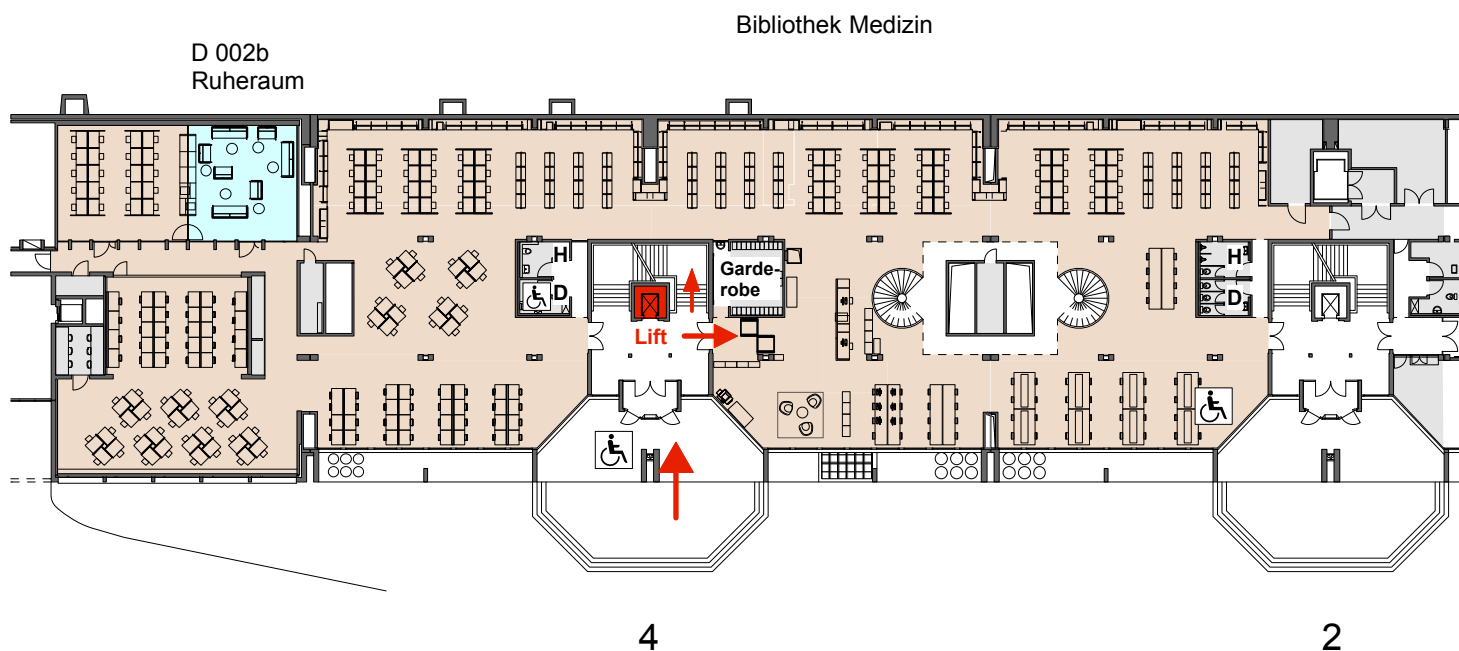 Bibliothek Medizin
D 002b
Ruheraum
H
D
Garde-
robe
H
D
Lift
4
2